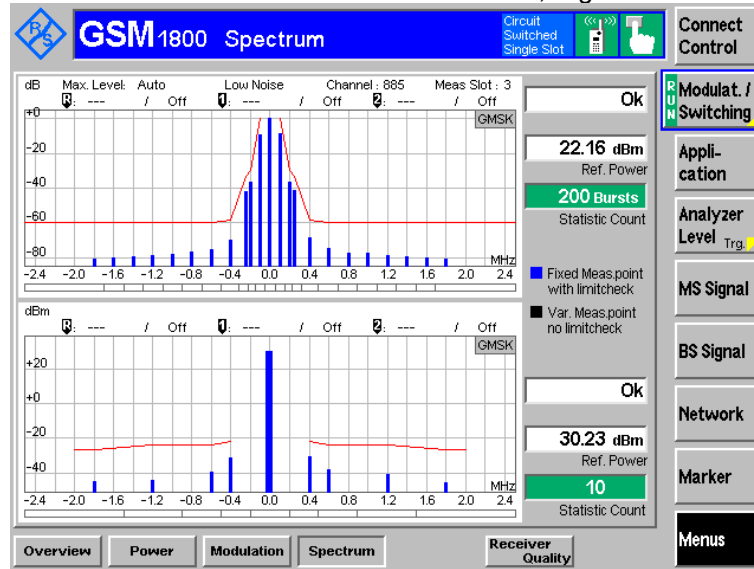 R/S
GSM 1800 Spectrum
Circuit
Switched
Single Slot
Connect
Control
dB Max. Level: Auto Low Noise Channel : 885 Meas Slot : 3
R: --- / Off 1: --- / Off 2: --- / Off
GMSK
+0
-20
-40
-60
-80
MHz
-2.4 -2.0 -1.6 -1.2 -0.8 -0.4 0.0 0.4 0.8 1.2 1.6 2.0 2.4
Ok
22.16 dBm
Ref. Power
200 Bursts
Statistic Count
Fixed Meas.point
with limitcheck
Var. Meas.point
no limitcheck
dBm
R: --- / Off 1: --- / Off 2: --- / Off
GMSK
+20
+0
-20
-40
MHz
-2.4 -2.0 -1.6 -1.2 -0.8 -0.4 0.0 0.4 0.8 1.2 1.6 2.0 2.4
Ok
30.23 dBm
Ref. Power
10
Statistic Count
RUN
Modulat. /
Switching
Appli-
cation
Analyzer
Level Trg.
MS Signal
BS Signal
Network
Marker
Menus
Overview Power Modulation Spectrum Receiver
Quality